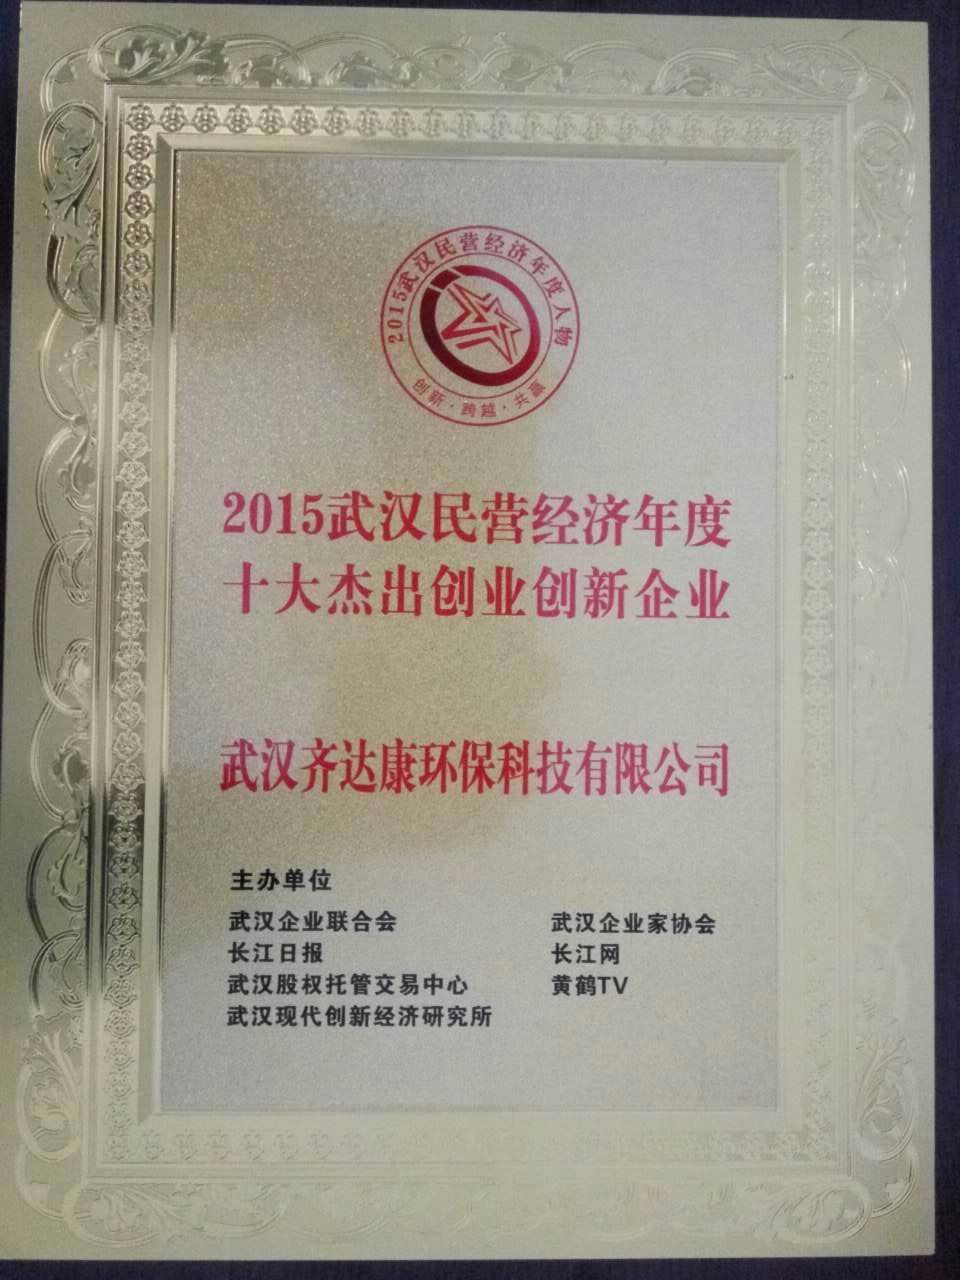 2015武汉民营经济年度人物
创新·跨越·共赢
2015武汉民营经济年度
十大杰出创业创新企业
武汉齐达康环保科技有限公司
主办单位
武汉企业联合会 武汉企业家协会
长江日报 长江网
武汉股权托管交易中心 黄鹤TV
武汉现代创新经济研究所